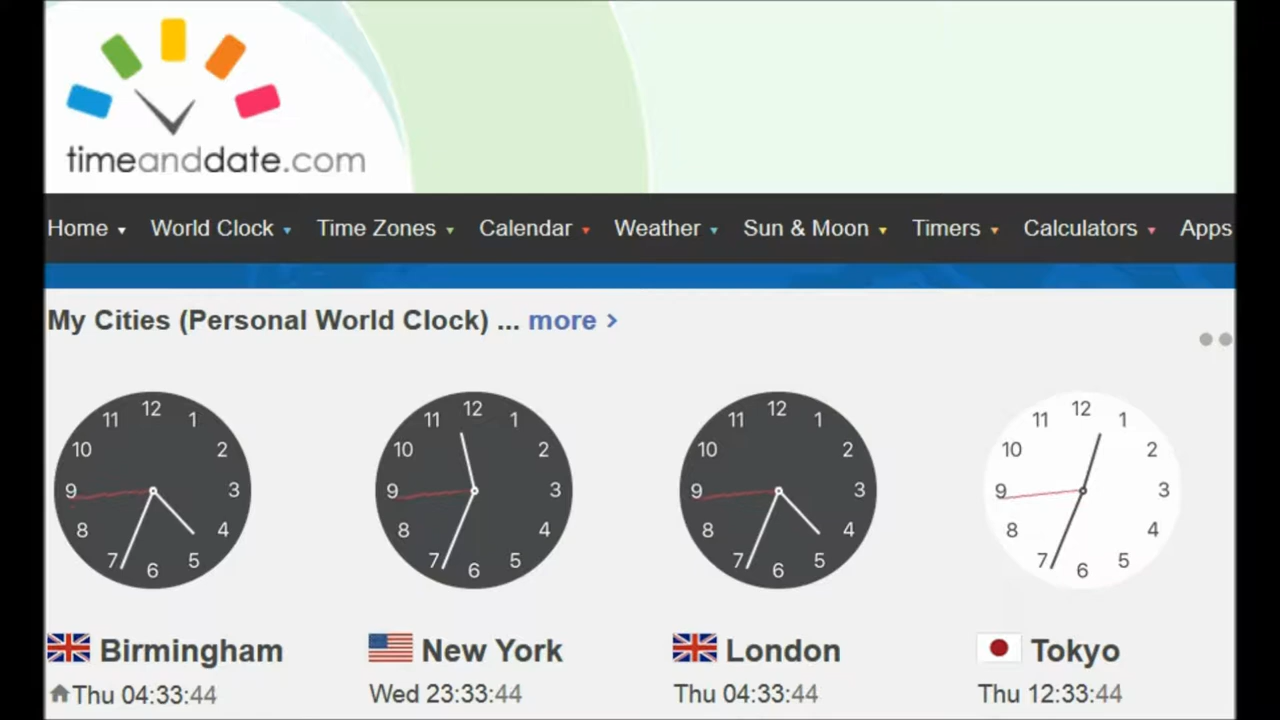 timeanddate.com
Home World Clock Time Zones Calendar Weather Sun & Moon Timers Calculators Apps
My Cities (Personal World Clock) ... more >
12 1 2 3 4 5 6 7 8 9 10 11
12 1 2 3 4 5 6 7 8 9 10 11
12 1 2 3 4 5 6 7 8 9 10 11
12 1 2 3 4 5 6 7 8 9 10 11
Birmingham New York London Tokyo
Thu 04:33:44 Wed 23:33:44 Thu 04:33:44 Thu 12:33:44